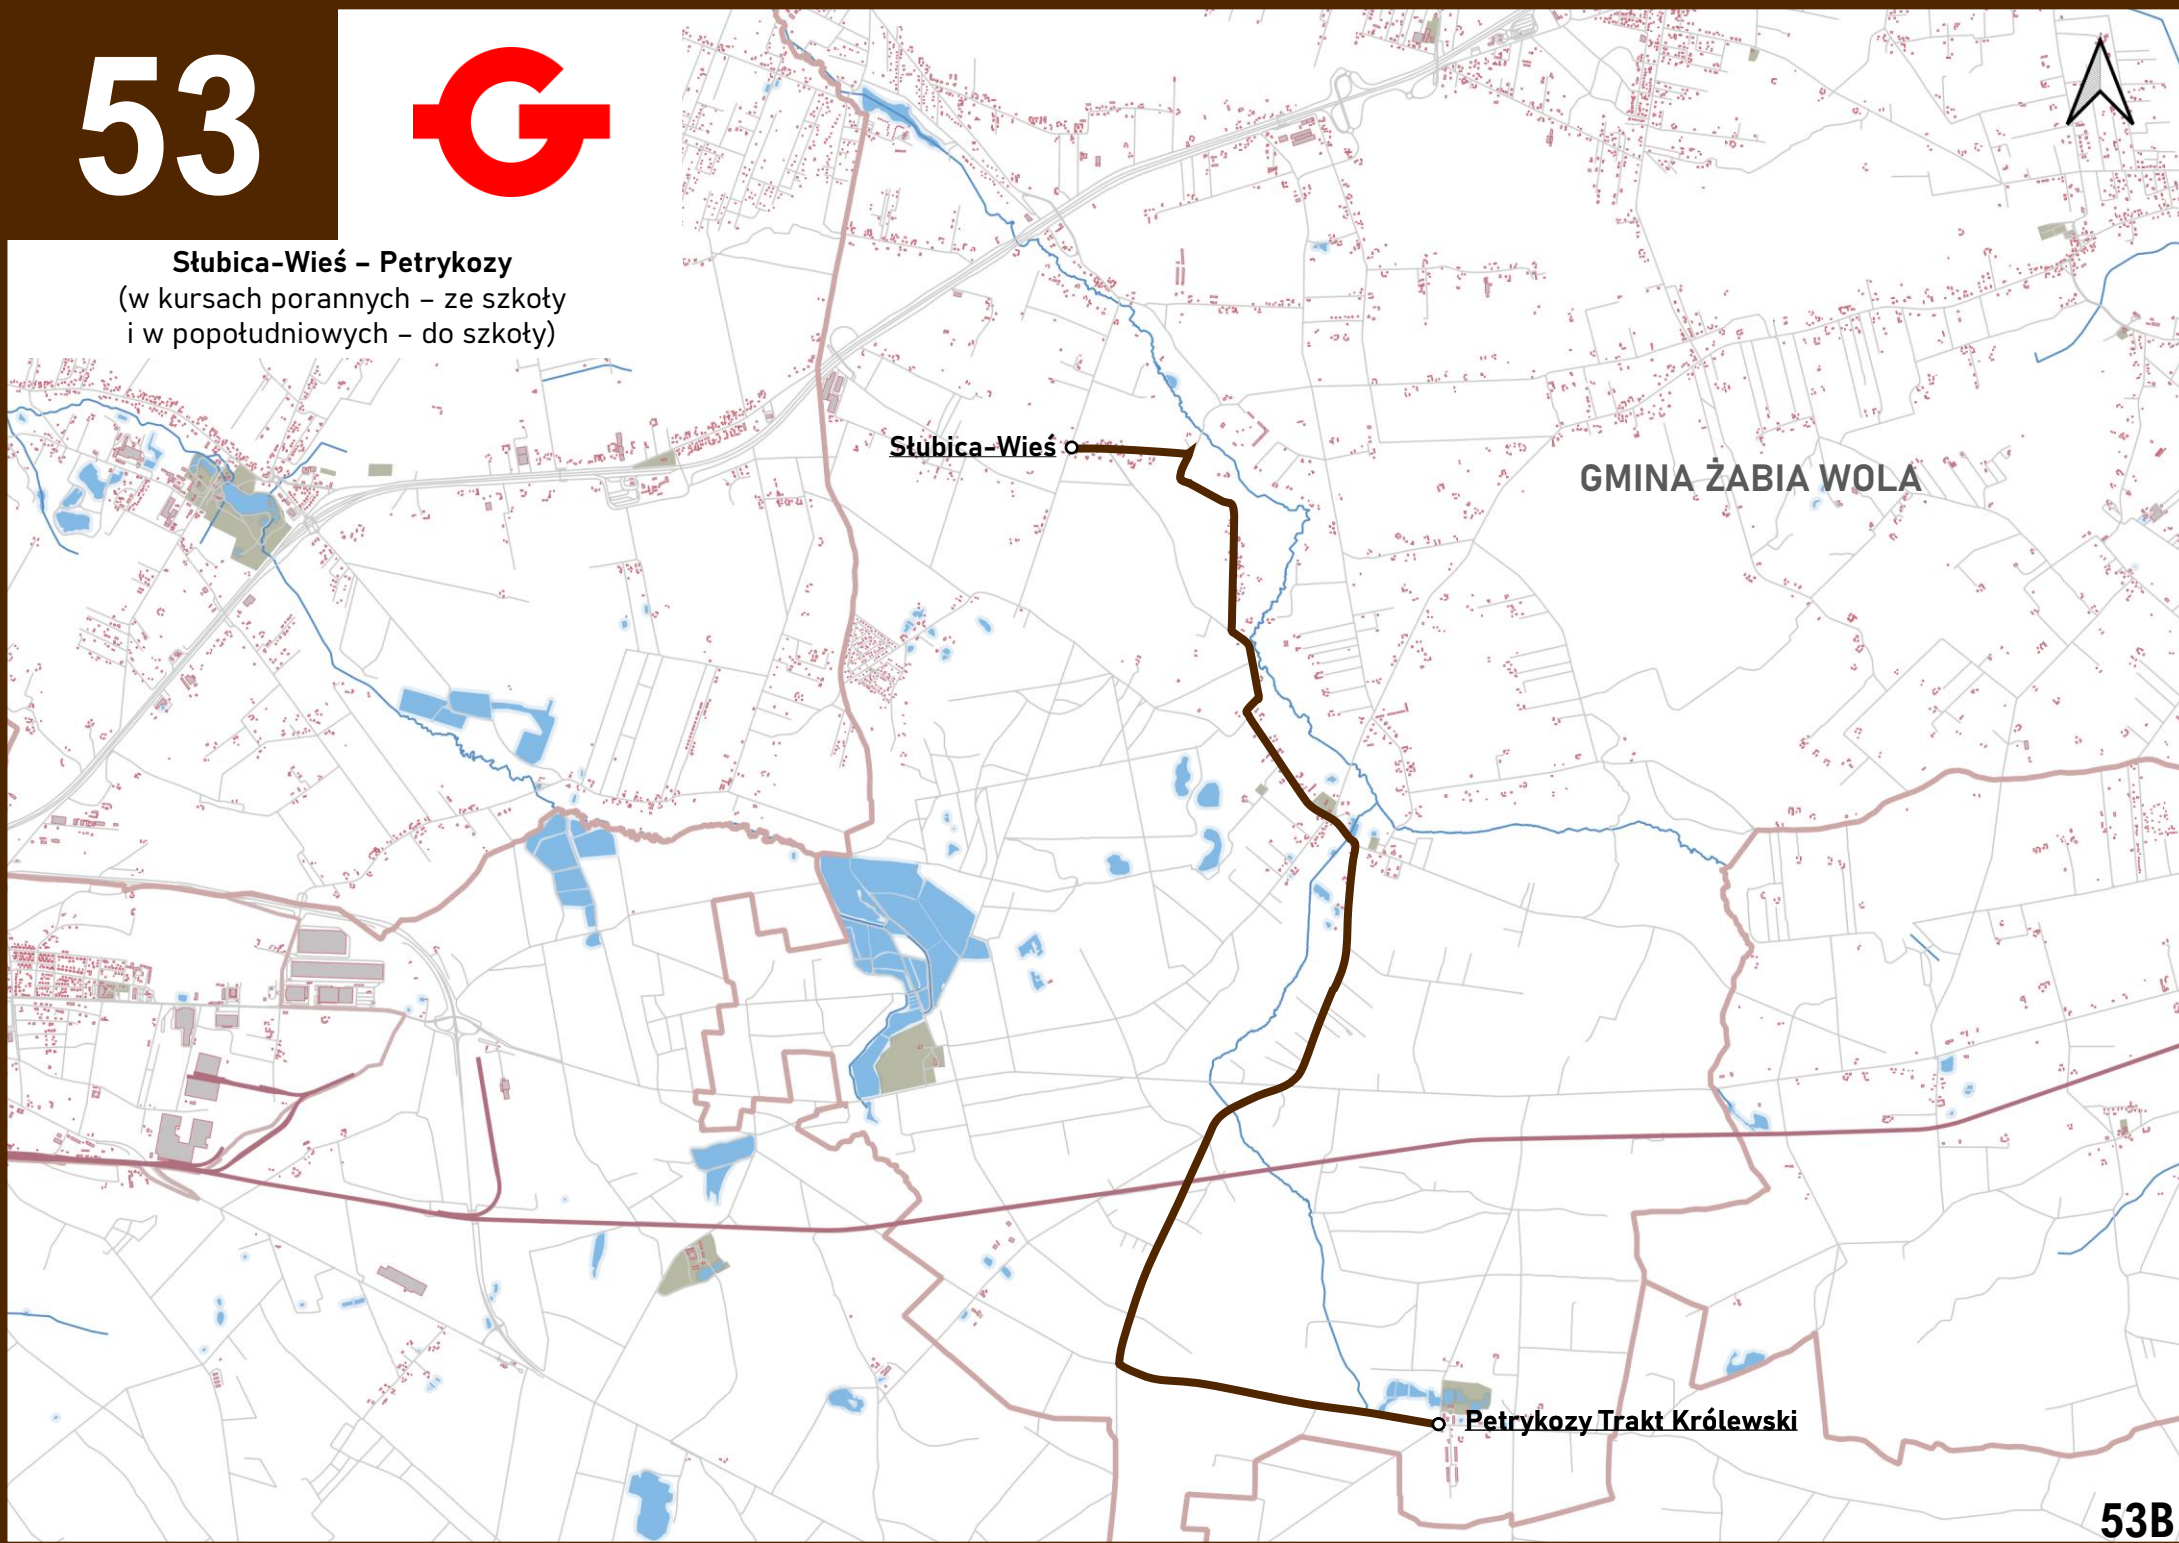 53
G
Słubica-Wieś – Petrykozy
(w kursach porannych – ze szkoły
i w popołudniowych – do szkoły)
Słubica-Wieś
GMINA ŻABIA WOLA
Petrykozy Trakt Królewski
53B